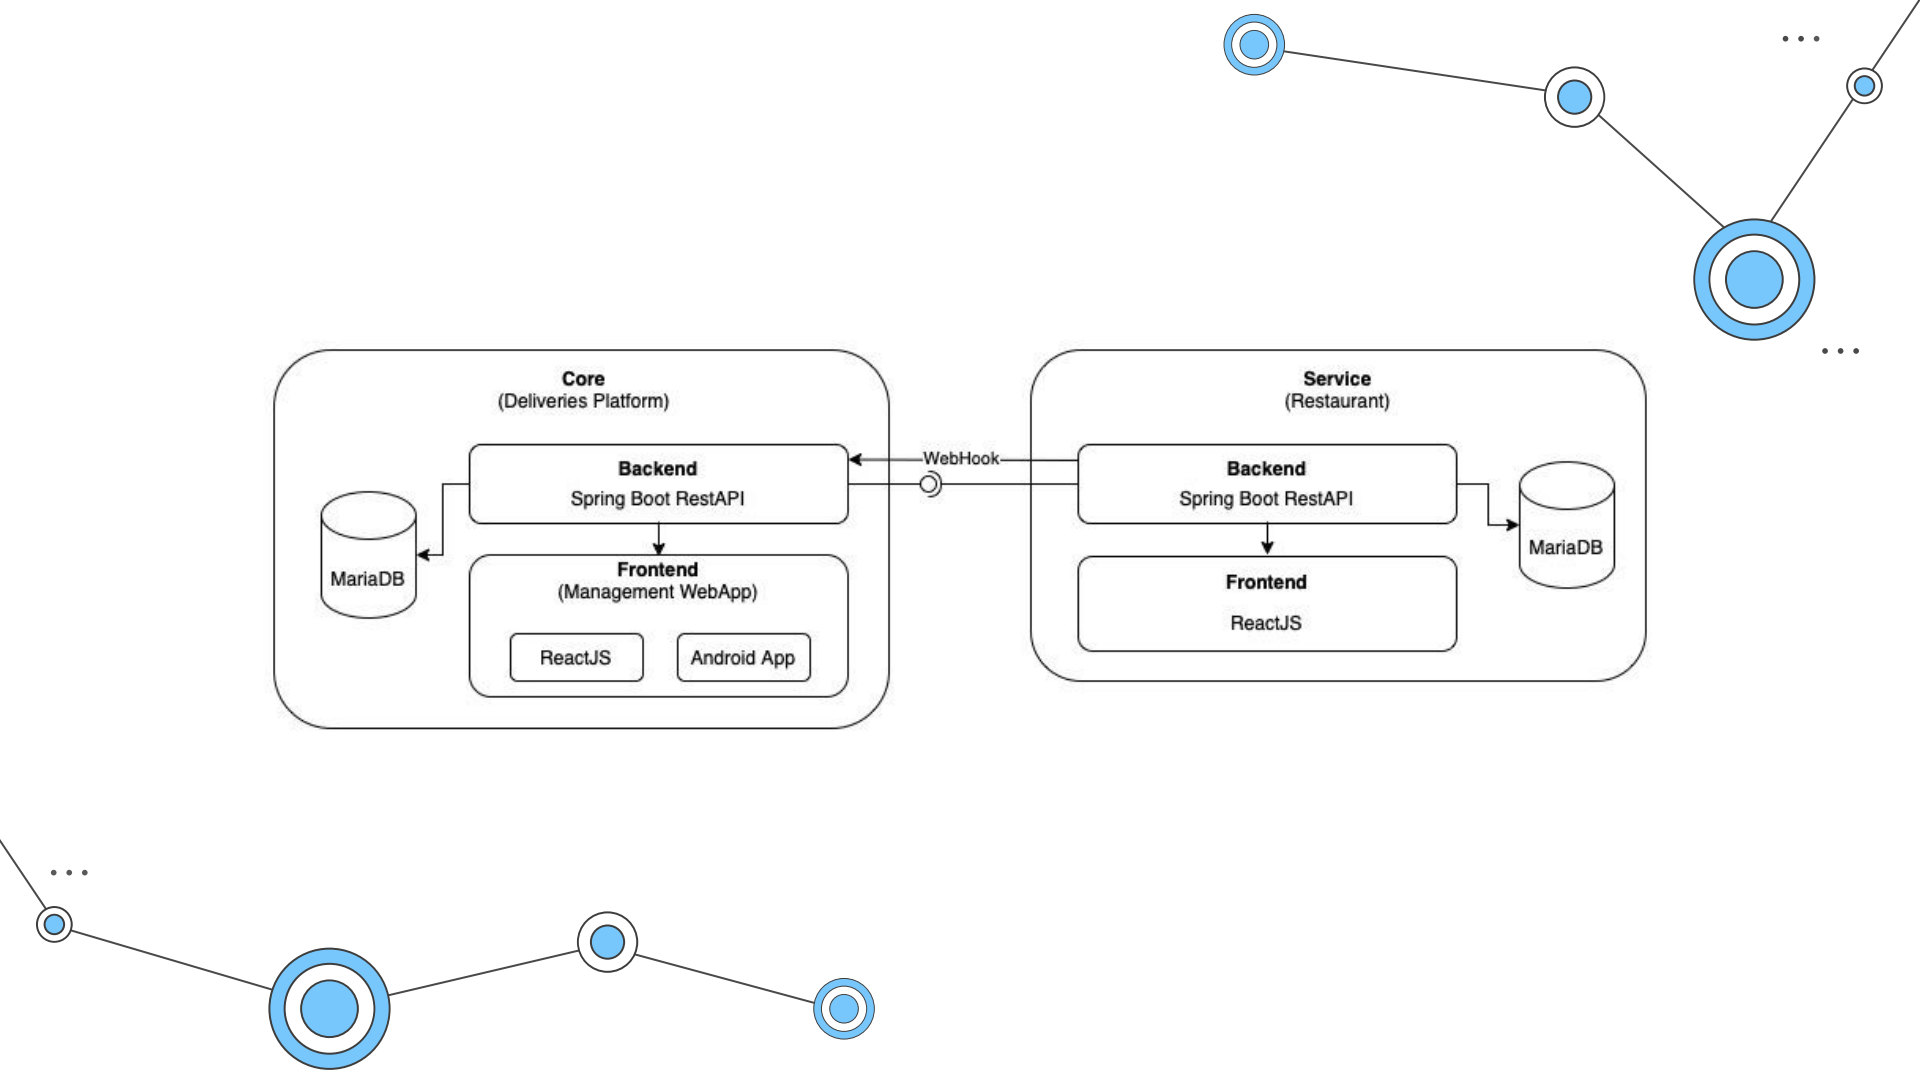 Core
(Deliveries Platform)
Backend
Spring Boot RestAPI
MariaDB
Frontend
(Management WebApp)
ReactJS
Android App
WebHook
Service
(Restaurant)
Backend
Spring Boot RestAPI
MariaDB
Frontend
ReactJS